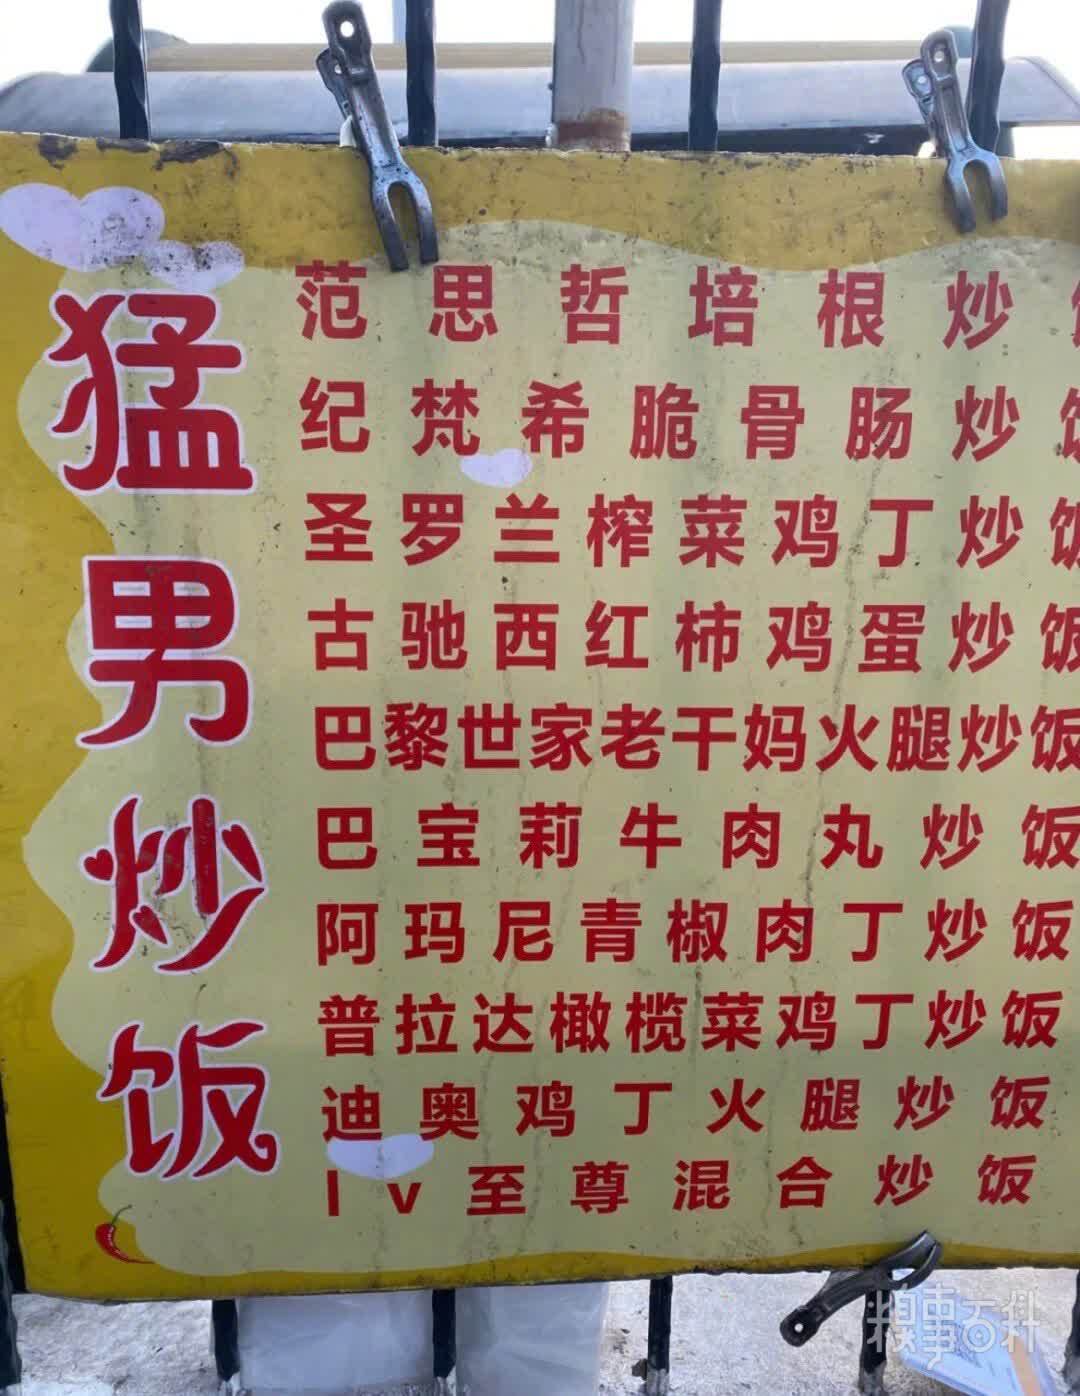 猛男炒饭
范思哲培根炒饭
纪梵希脆骨肠炒饭
圣罗兰榨菜鸡丁炒饭
古驰西红柿鸡蛋炒饭
巴黎世家老干妈火腿炒饭
巴宝莉牛肉丸炒饭
阿玛尼青椒肉丁炒饭
普拉达橄榄菜鸡丁炒饭
迪奥鸡丁火腿炒饭
lv至尊混合炒饭
糗事百科